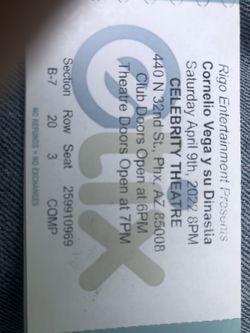 Rigo Entertainment Presents
Cornelio Vega y su Dinastia
Saturday April 9th, 2022 8PM
CELEBRITY THEATRE
440 N 32nd St., Phx, AZ 85008
Club Doors Open at 6PM
Theatre Doors Open at 7PM
Section Row Seat 259910969
B-7 20 3 COMP
NO REFUNDS • NO EXCHANGES